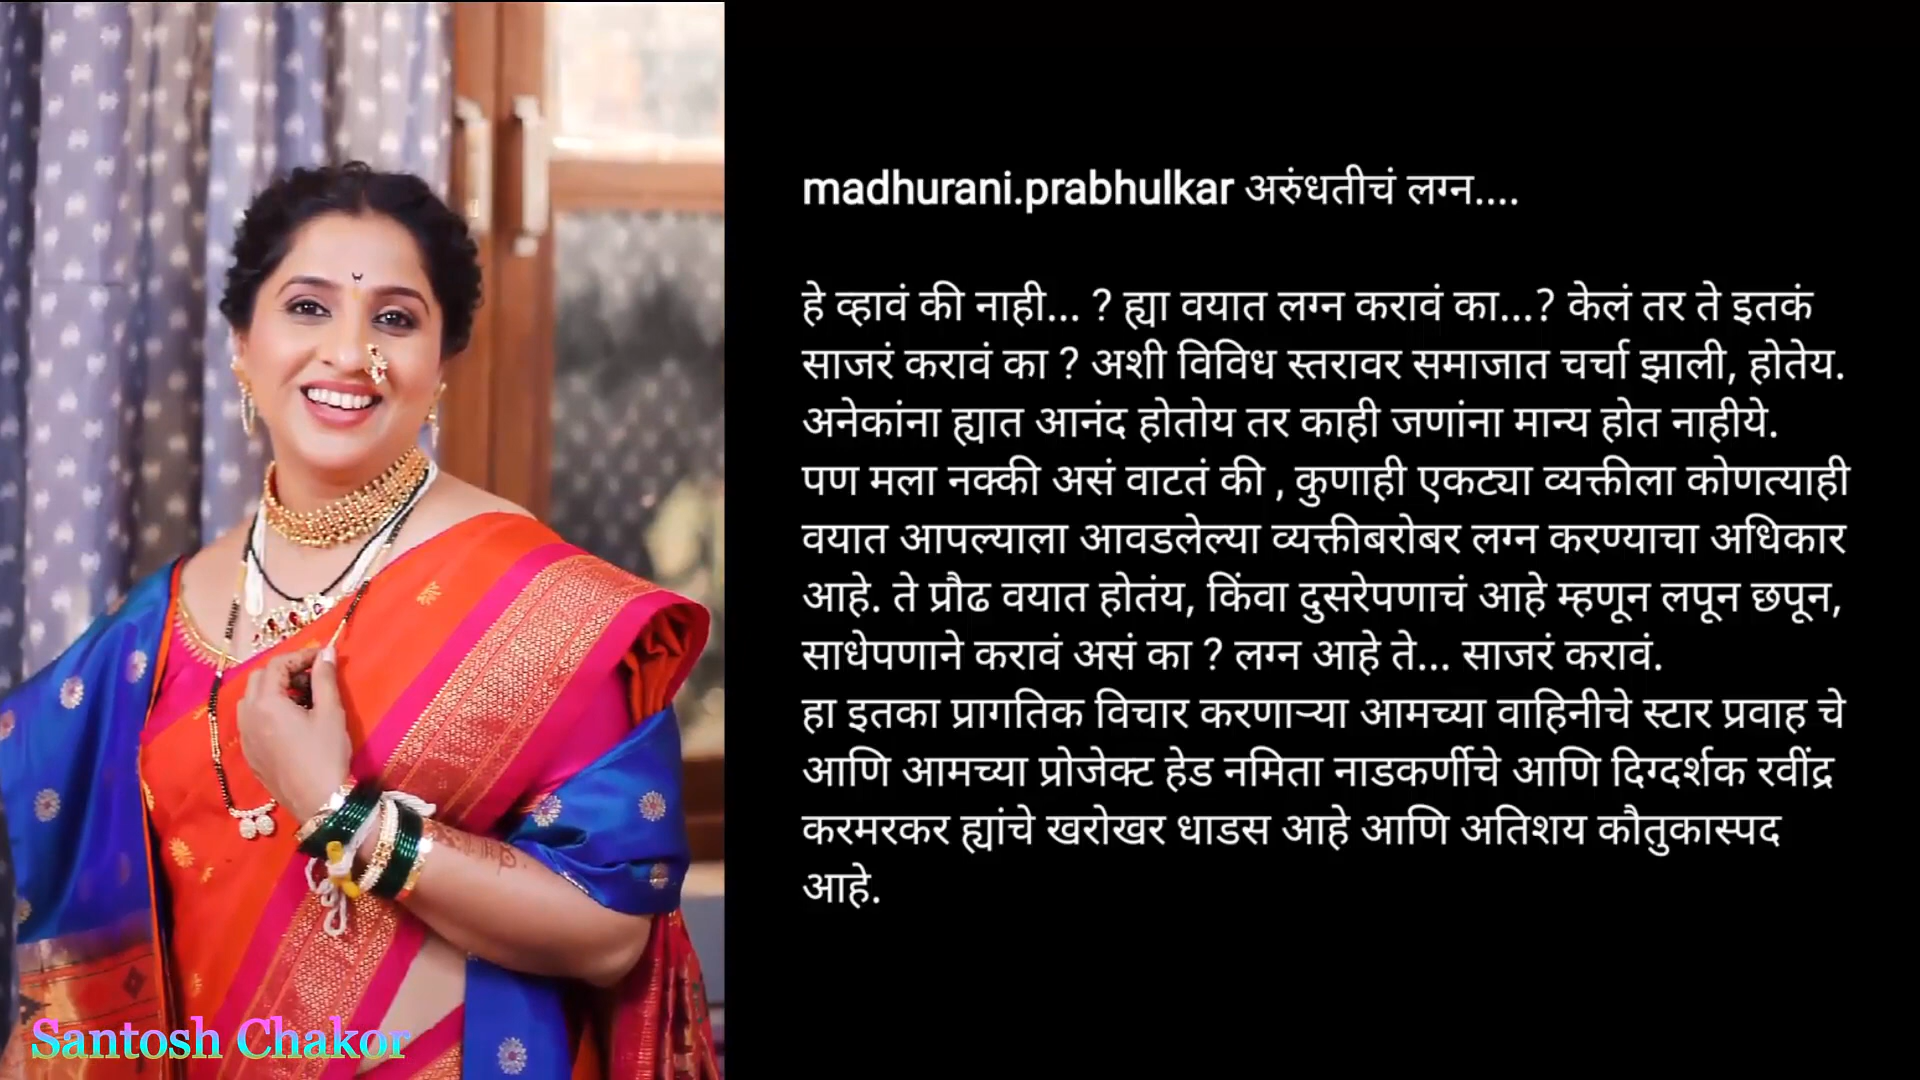 madhurani.prabhulkar अरुंधतीचं लग्न....
हे व्हावं की नाही... ? ह्या वयात लग्न करावं का...? केलं तर ते इतकं
साजरं करावं का ? अशी विविध स्तरावर समाजात चर्चा झाली, होतेय.
अनेकांना ह्यात आनंद होतोय तर काही जणांना मान्य होत नाहीये.
पण मला नक्की असं वाटतं की , कुणाही एकट्या व्यक्तीला कोणत्याही
वयात आपल्याला आवडलेल्या व्यक्तीबरोबर लग्न करण्याचा अधिकार
आहे. ते प्रौढ वयात होतंय, किंवा दुसरेपणाचं आहे म्हणून लपून छपून,
साधेपणाने करावं असं का ? लग्न आहे ते... साजरं करावं.
हा इतका प्रागतिक विचार करणाऱ्या आमच्या वाहिनीचे स्टार प्रवाह चे
आणि आमच्या प्रोजेक्ट हेड नमिता नाडकर्णीचे आणि दिग्दर्शक रवींद्र
करमरकर ह्यांचे खरोखर धाडस आहे आणि अतिशय कौतुकास्पद
आहे.
Santosh Chakor